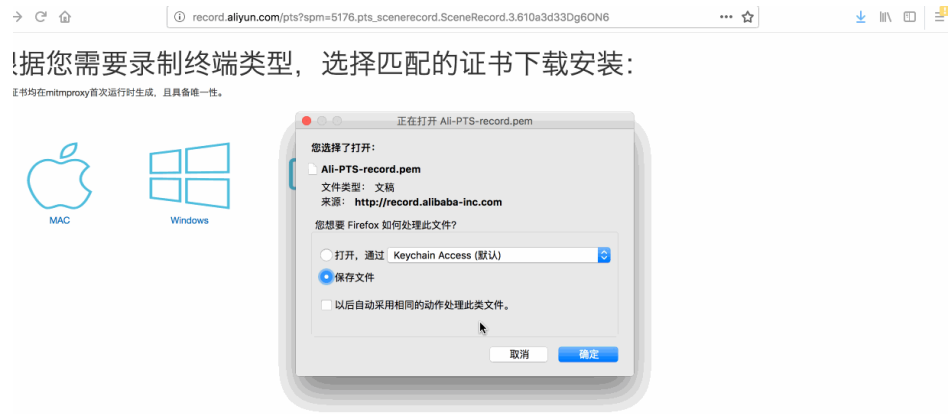 record.aliyun.com/pts?spm=5176.pts_scenerecord.SceneRecord.3.610a3d33Dg6ON6
据您需要录制终端类型，选择匹配的证书下载安装：
证书均在mitmproxy首次运行时生成，且具备唯一性。
正在打开 Ali-PTS-record.pem
您选择了打开：
Ali-PTS-record.pem
文件类型： 文稿
来源： http://record.alibaba-inc.com
您想要 Firefox 如何处理此文件?
打开，通过 Keychain Access (默认)
保存文件
以后自动采用相同的动作处理此类文件。
取消 确定
MAC Windows